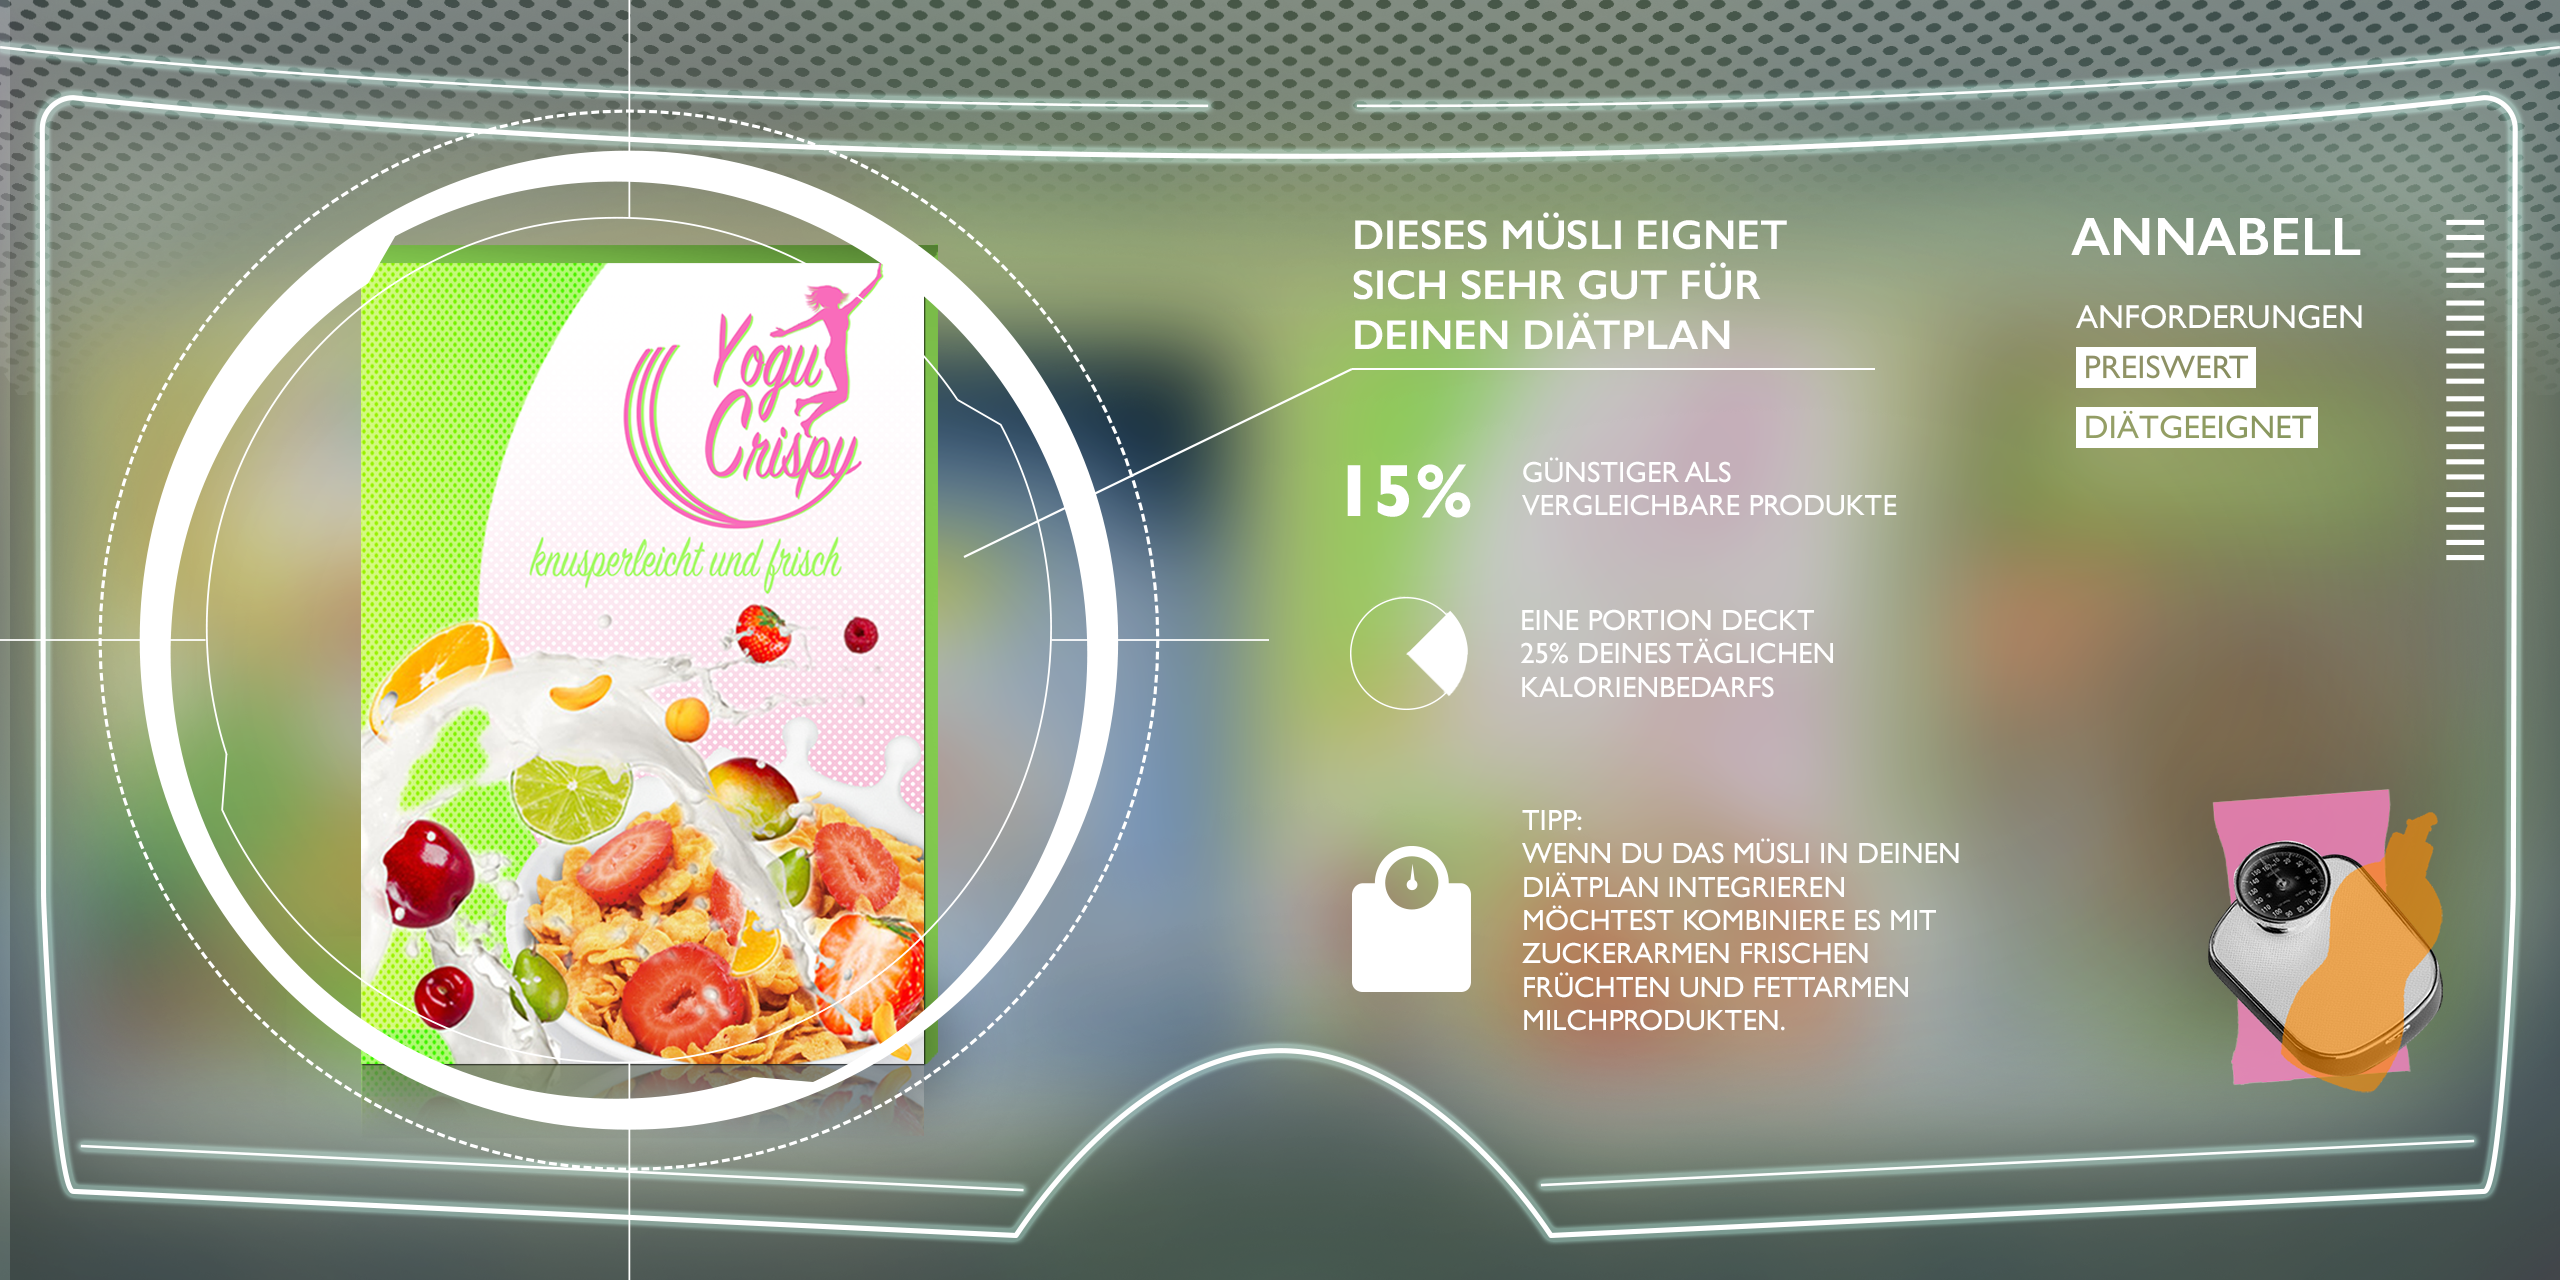 Yogu
Crispy
knusperleicht und frisch
DIESES MÜSLI EIGNET
SICH SEHR GUT FÜR
DEINEN DIÄTPLAN
15%
GÜNSTIGER ALS
VERGLEICHBARE PRODUKTE
EINE PORTION DECKT
25% DEINES TÄGLICHEN
KALORIENBEDARFS
TIPP:
WENN DU DAS MÜSLI IN DEINEN
DIÄTPLAN INTEGRIEREN
MÖCHTEST KOMBINIERE ES MIT
ZUCKERARMEN FRISCHEN
FRÜCHTEN UND FETTARMEN
MILCHPRODUKTEN.
ANNABELL
ANFORDERUNGEN
PREISWERT
DIÄTGEEIGNET